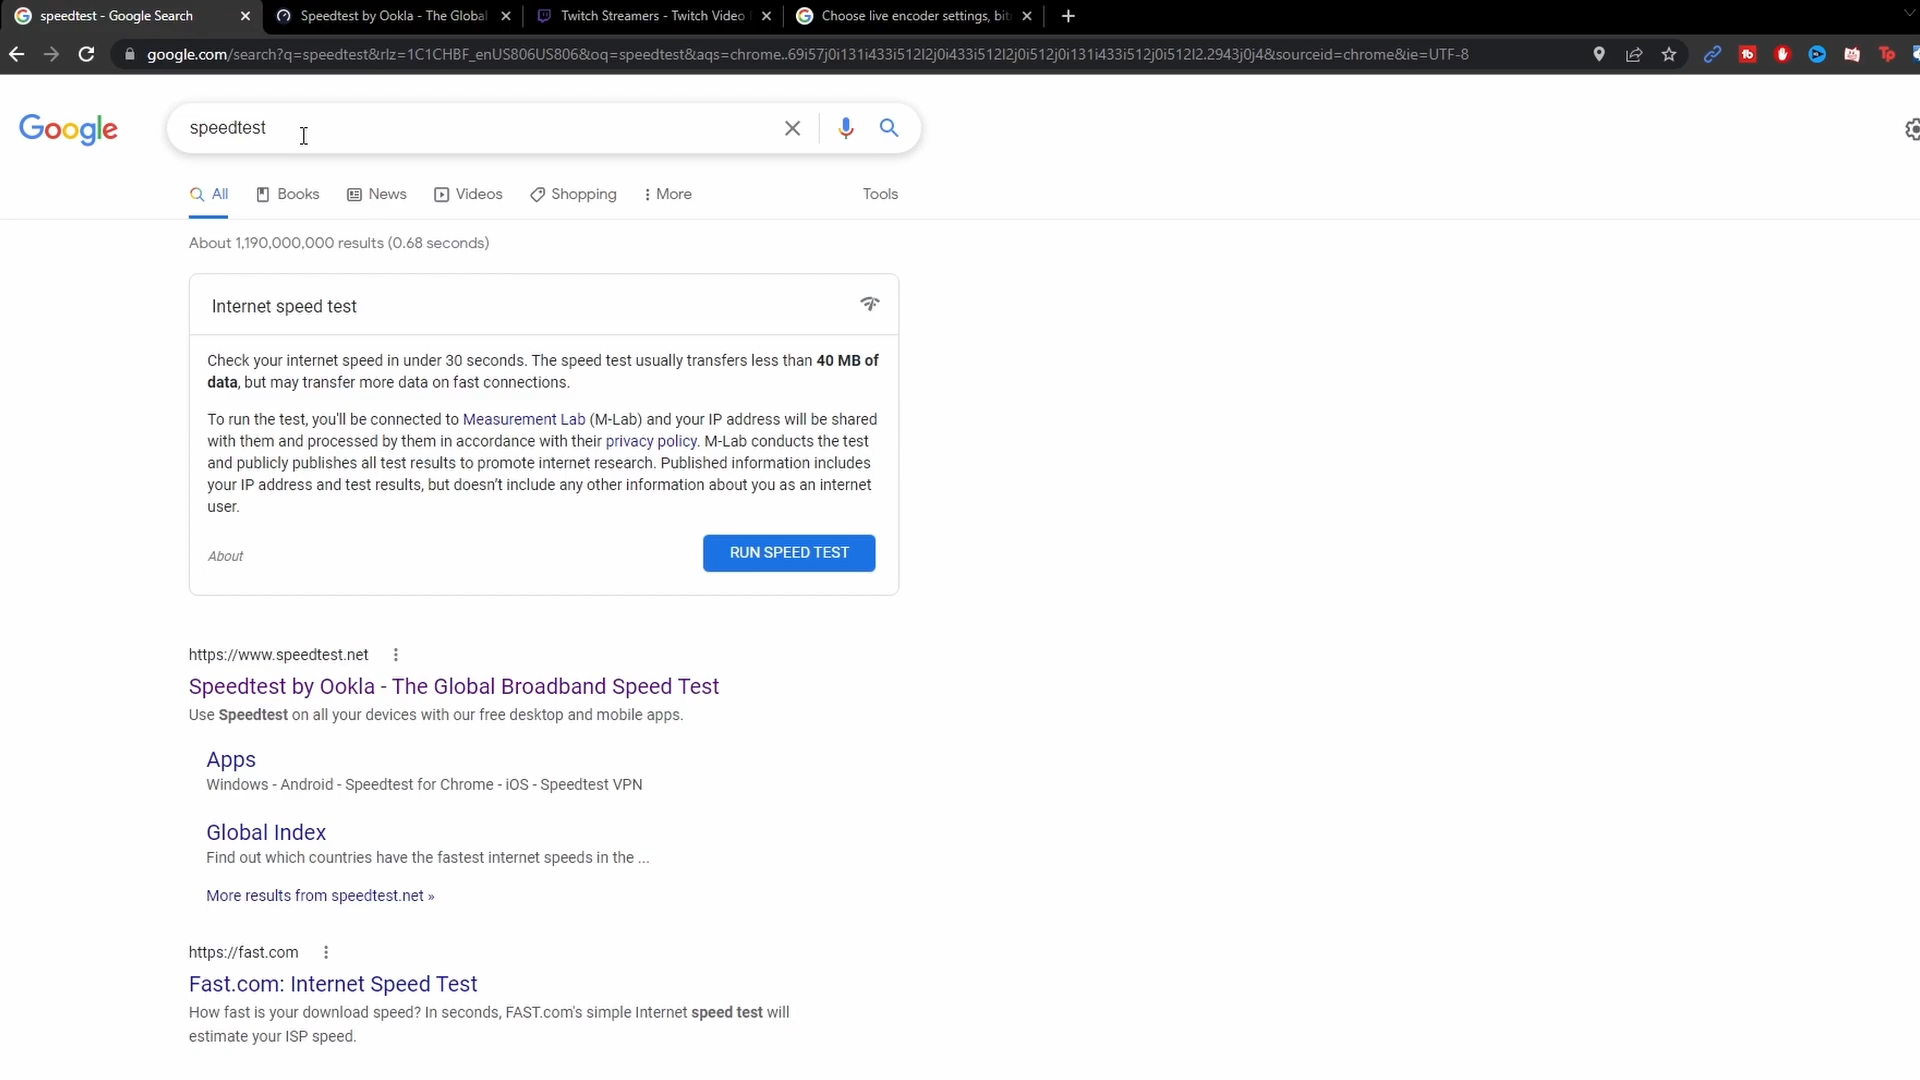 speedtest - Google Search
Speedtest by Ookla - The Global
Twitch Streamers - Twitch Video
Choose live encoder settings, bit
google.com/search?q=speedtest&rlz=1C1CHBF_enUS806US806&oq=speedtest&aqs=chrome..69i57j0i131i433i512l2j0i433i512l2j0i512j0i131i433i512j0i512l2.2943j0j4&sourceid=chrome&ie=UTF-8
Google
speedtest
All
Books
News
Videos
Shopping
More
Tools
About 1,190,000,000 results (0.68 seconds)
Internet speed test
Check your internet speed in under 30 seconds. The speed test usually transfers less than 40 MB of
data, but may transfer more data on fast connections.
To run the test, you'll be connected to Measurement Lab (M-Lab) and your IP address will be shared
with them and processed by them in accordance with their privacy policy. M-Lab conducts the test
and publicly publishes all test results to promote internet research. Published information includes
your IP address and test results, but doesn't include any other information about you as an internet
user.
About
RUN SPEED TEST
https://www.speedtest.net
Speedtest by Ookla - The Global Broadband Speed Test
Use Speedtest on all your devices with our free desktop and mobile apps.
Apps
Windows - Android - Speedtest for Chrome - iOS - Speedtest VPN
Global Index
Find out which countries have the fastest internet speeds in the ...
More results from speedtest.net »
https://fast.com
Fast.com: Internet Speed Test
How fast is your download speed? In seconds, FAST.com's simple Internet speed test will
estimate your ISP speed.